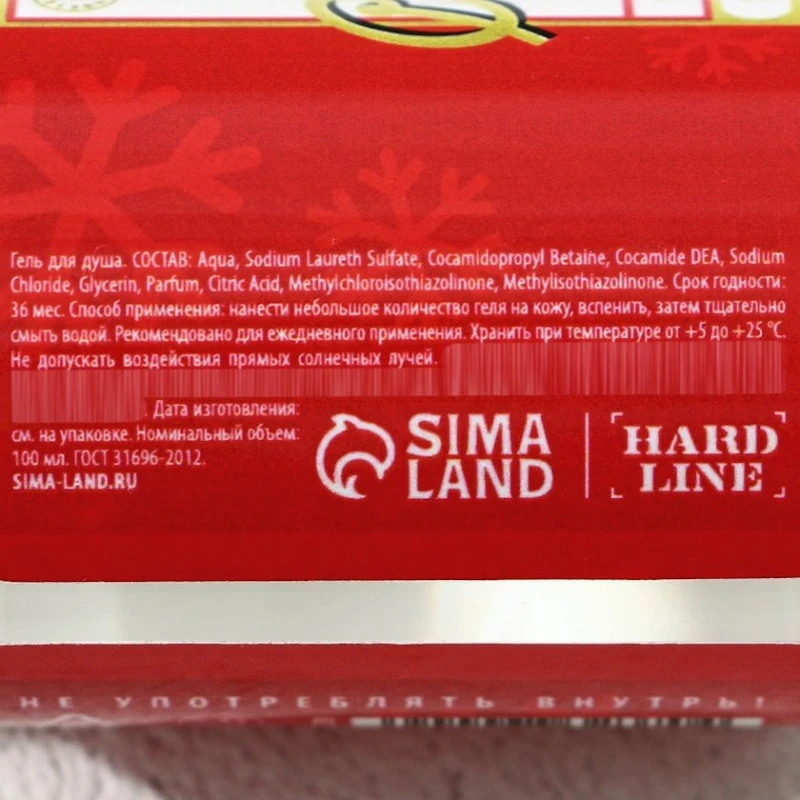 Гель для душа. СОСТАВ: Aqua, Sodium Laureth Sulfate, Cocamidopropyl Betaine, Cocamide DEA, Sodium
Chloride, Glycerin, Parfum, Citric Acid, Methylchloroisothiazolinone, Methylisothiazolinone. Срок годности:
36 мес. Способ применения: нанести небольшое количество геля на кожу, вспенить, затем тщательно
смыть водой. Рекомендовано для ежедневного применения. Хранить при температуре от +5 до +25 °C.
Не допускать воздействия прямых солнечных лучей.
. Дата изготовления:
см. на упаковке. Номинальный объем:
100 мл. ГОСТ 31696-2012.
SIMA-LAND.RU
SIMA
LAND
HARD
LINE
НЕ УПОТРЕБЛЯТЬ ВНУТРЬ!